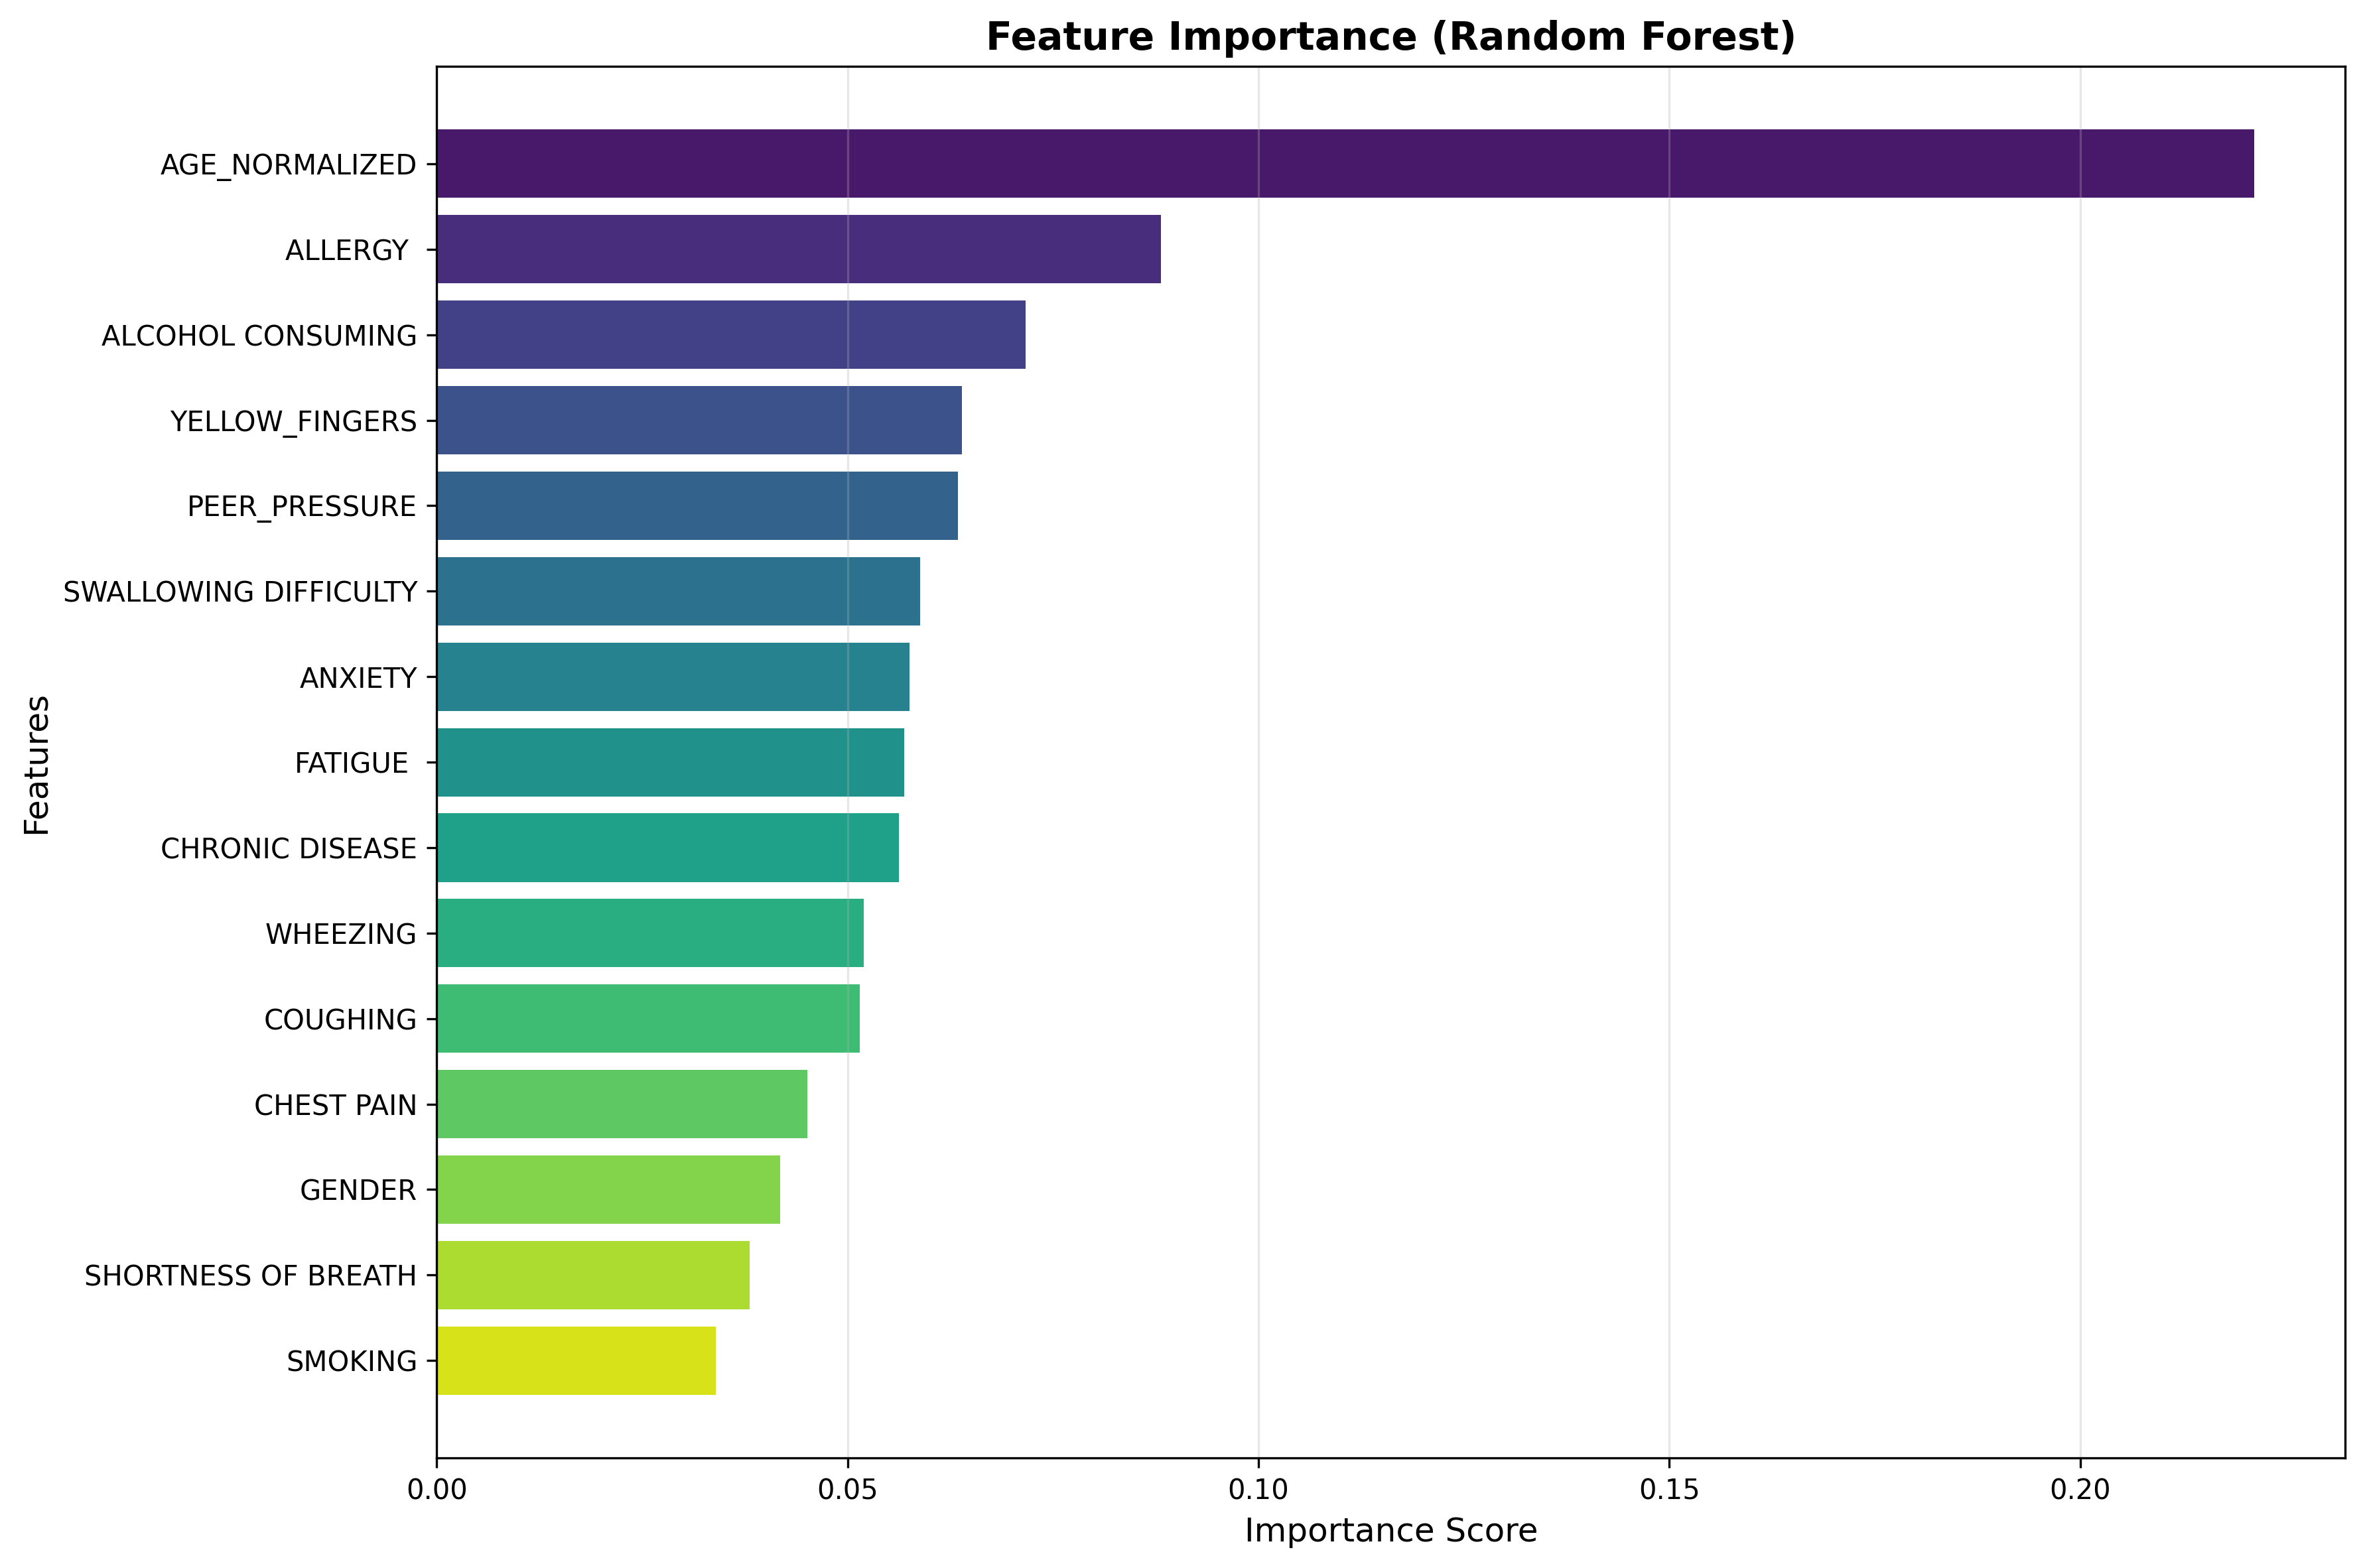 Feature Importance (Random Forest)
AGE_NORMALIZED
ALLERGY
ALCOHOL CONSUMING
YELLOW_FINGERS
PEER_PRESSURE
SWALLOWING DIFFICULTY
ANXIETY
FATIGUE
CHRONIC DISEASE
WHEEZING
COUGHING
CHEST PAIN
GENDER
SHORTNESS OF BREATH
SMOKING
Features
0.00 0.05 0.10 0.15 0.20
Importance Score